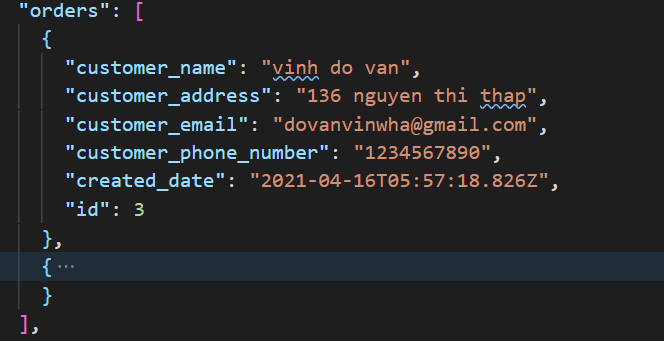 "orders": [
{
"customer_name": "vinh do van",
"customer_address": "136 nguyen thi thap",
"customer_email": "dovanvinwha@gmail.com",
"customer_phone_number": "1234567890",
"created_date": "2021-04-16T05:57:18.826Z",
"id": 3
},
{ ···
}
],